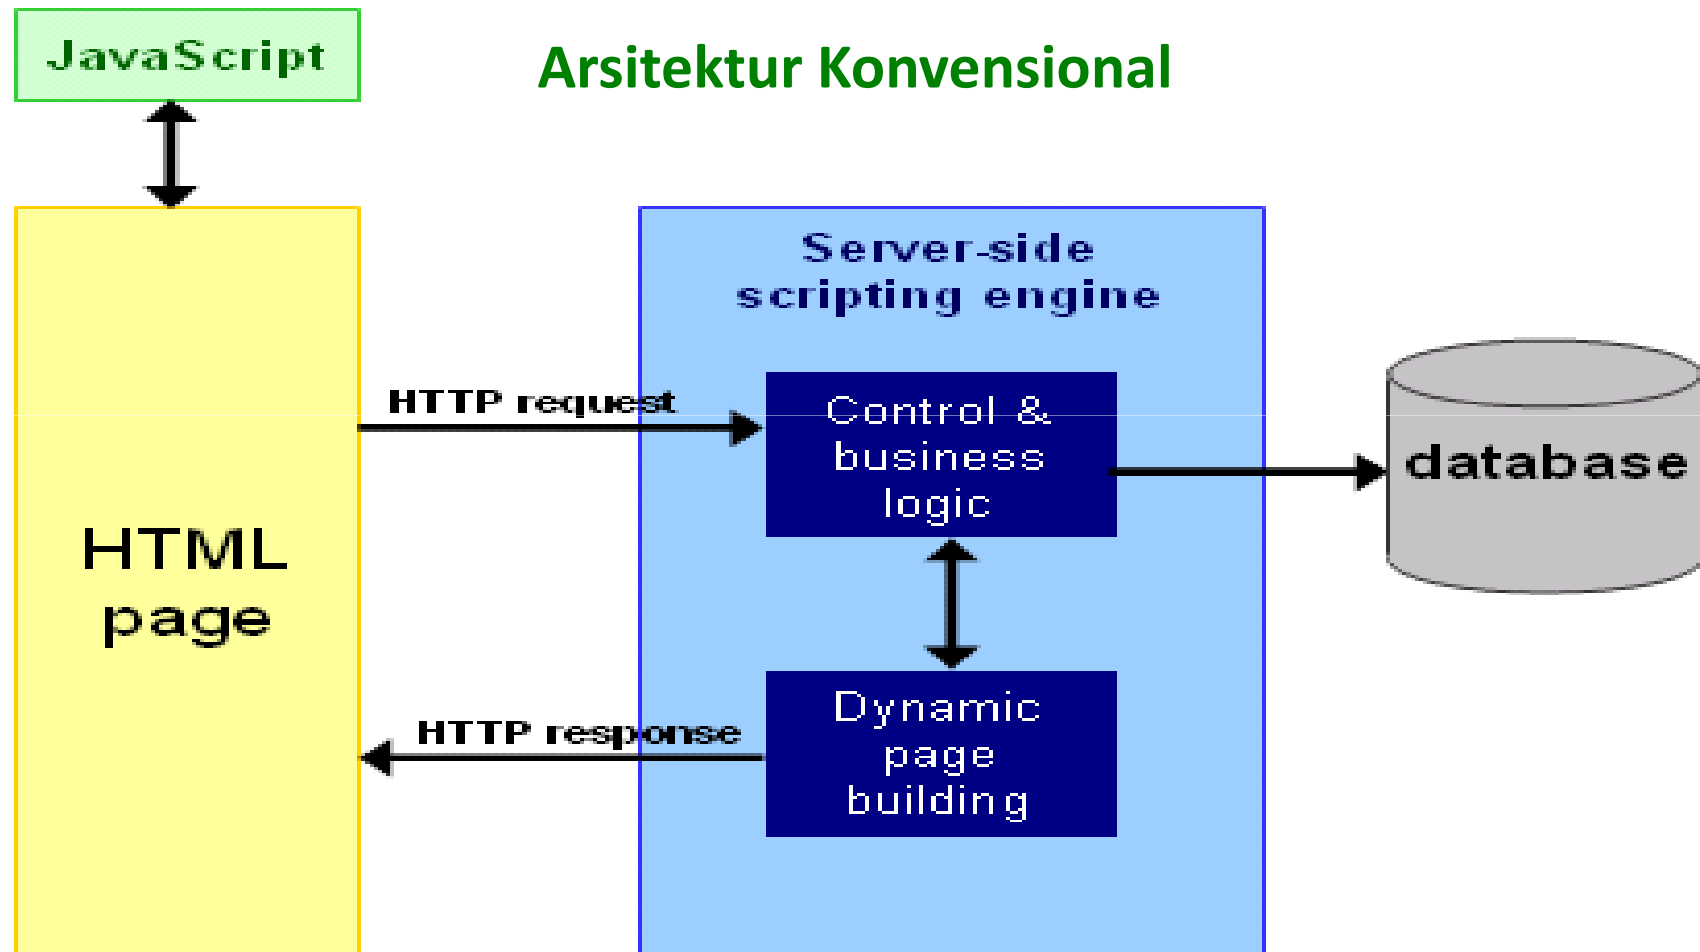 JavaScript
Arsitektur Konvensional
Server-side
scripting engine
HTTP request
Control &
business
logic
database
HTML
page
HTTP response
Dynamic
page
building